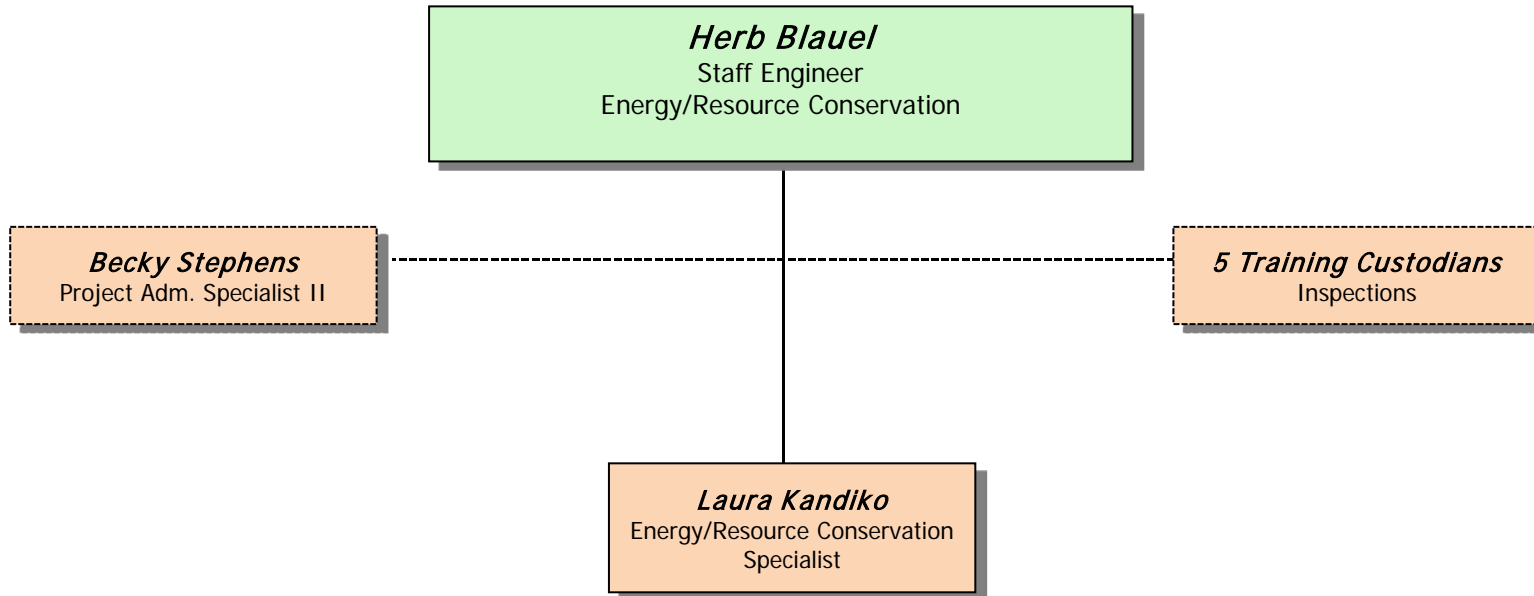 Herb Blauel
Staff Engineer
Energy/Resource Conservation
Becky Stephens
Project Adm. Specialist II
5 Training Custodians
Inspections
Laura Kandiko
Energy/Resource Conservation
Specialist